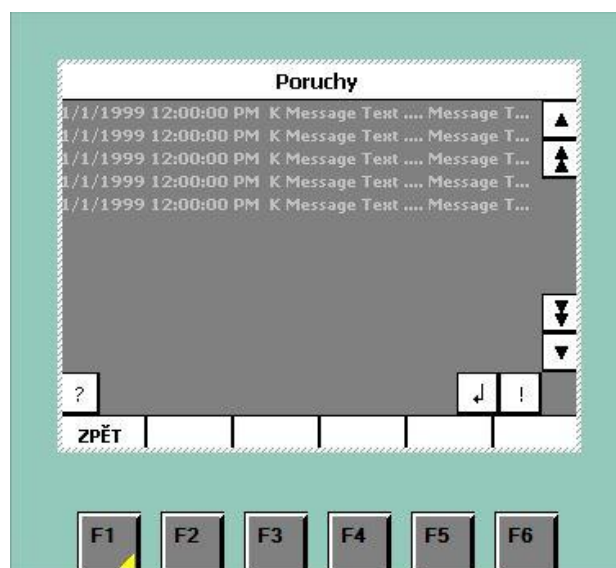 Poruchy
1/1/1999 12:00:00 PM K Message Text .... Message T...
1/1/1999 12:00:00 PM K Message Text .... Message T...
1/1/1999 12:00:00 PM K Message Text .... Message T...
1/1/1999 12:00:00 PM K Message Text .... Message T...
1/1/1999 12:00:00 PM K Message Text .... Message T...
? !
ZPĚT
F1 F2 F3 F4 F5 F6